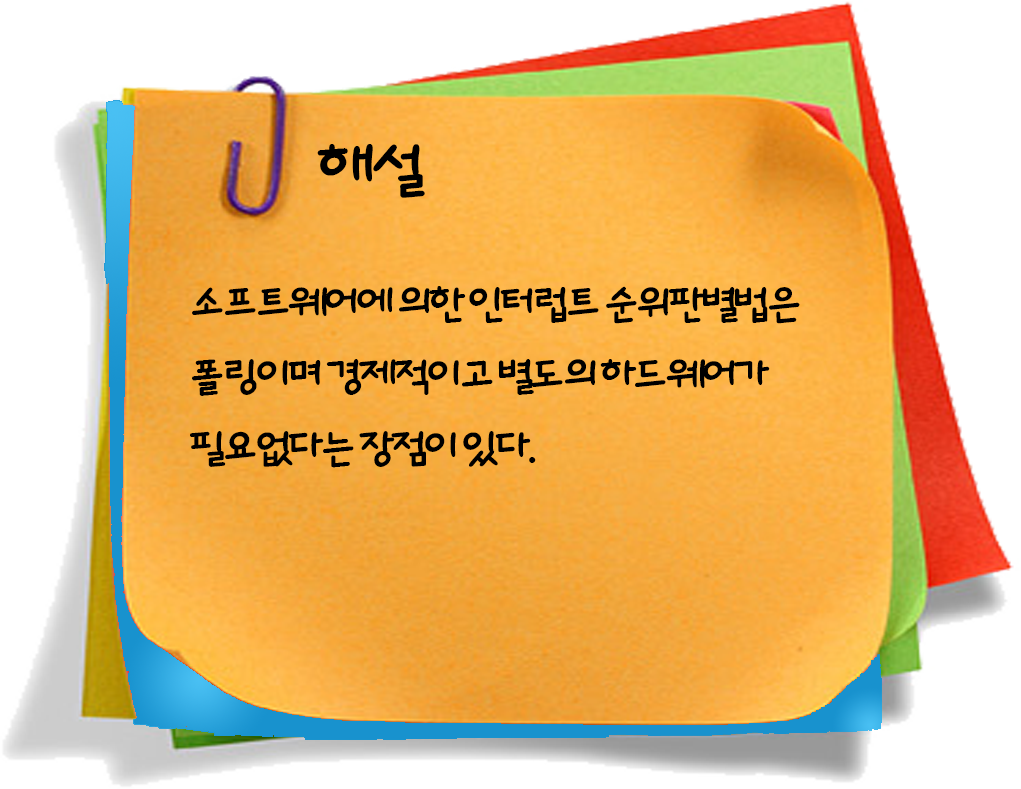 해설
소프트웨어에 의한 인터럽트 순위판별법은
폴링이며 경제적이고 별도의 하드웨어가
필요없다는 장점이 있다.